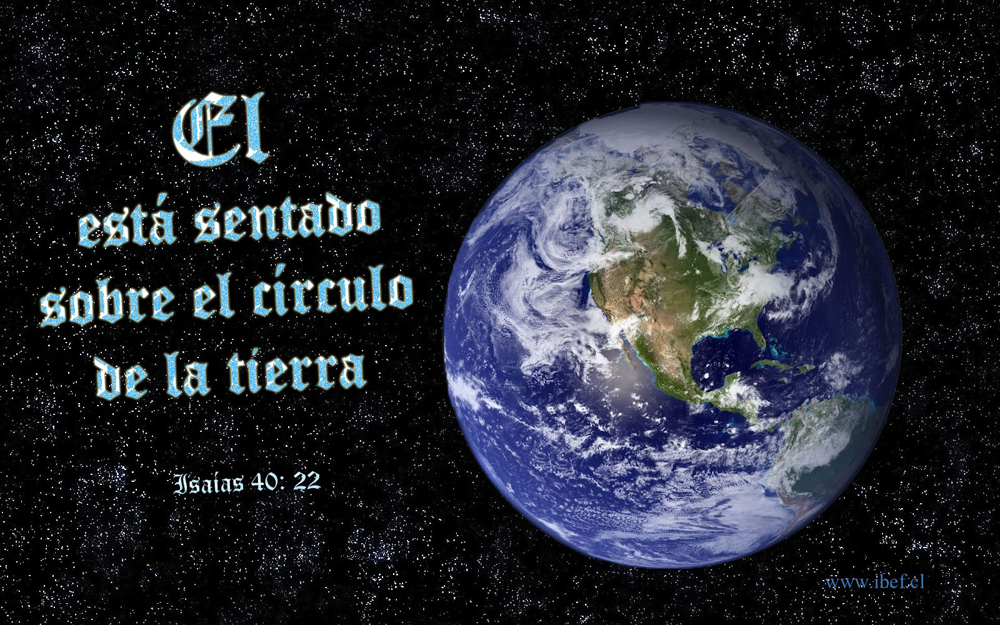 El
está sentado
sobre el círculo
de la tierra
Isaías 40: 22
www.ibef.cl